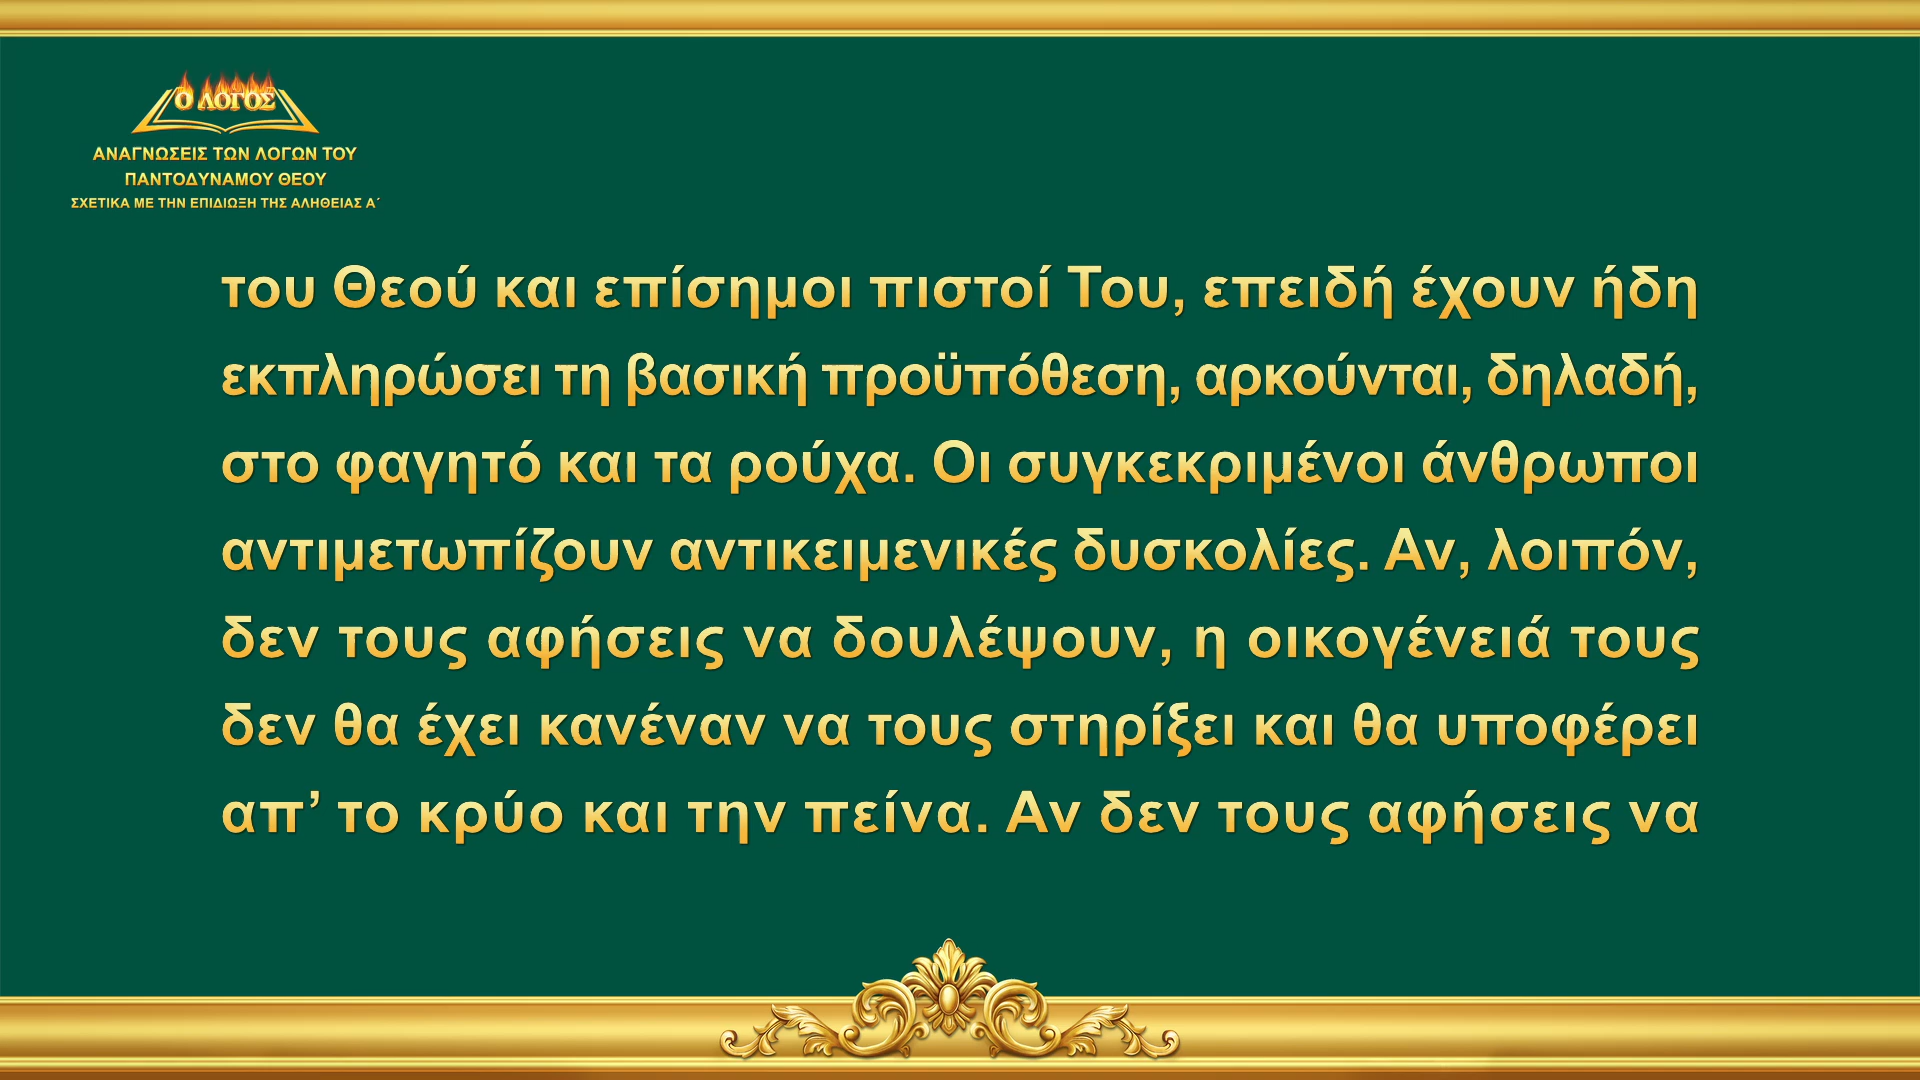 Ο ΛΟΓΟΣ
ΑΝΑΓΝΩΣΕΙΣ ΤΩΝ ΛΟΓΩΝ ΤΟΥ
ΠΑΝΤΟΔΥΝΑΜΟΥ ΘΕΟΥ
ΣΧΕΤΙΚΑ ΜΕ ΤΗΝ ΕΠΙΔΙΩΞΗ ΤΗΣ ΑΛΗΘΕΙΑΣ Α΄
του Θεού και επίσημοι πιστοί Του, επειδή έχουν ήδη
εκπληρώσει τη βασική προϋπόθεση, αρκούνται, δηλαδή,
στο φαγητό και τα ρούχα. Οι συγκεκριμένοι άνθρωποι
αντιμετωπίζουν αντικειμενικές δυσκολίες. Αν, λοιπόν,
δεν τους αφήσεις να δουλέψουν, η οικογένειά τους
δεν θα έχει κανέναν να τους στηρίξει και θα υποφέρει
απ’ το κρύο και την πείνα. Αν δεν τους αφήσεις να